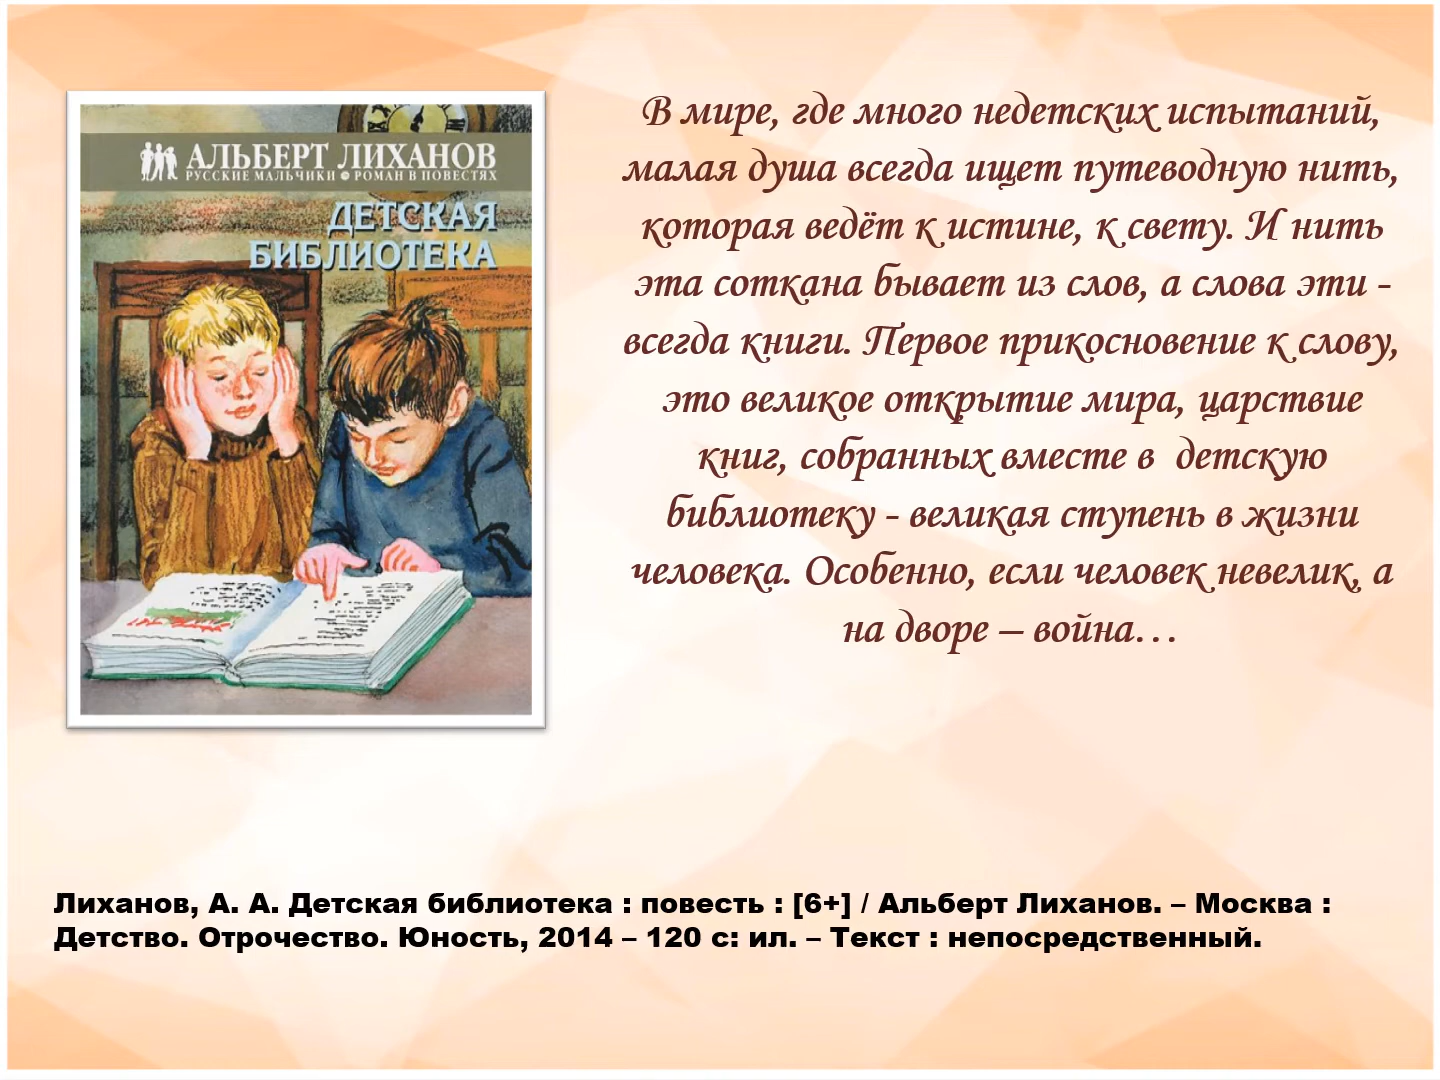 АЛЬБЕРТ ЛИХАНОВ
РУССКИЕ МАЛЬЧИКИ РОМАН В ПОВЕСТЯХ
ДЕТСКАЯ
БИБЛИОТЕКА
В мире, где много недетских испытаний,
малая душа всегда ищет путеводную нить,
которая ведёт к истине, к свету. И нить
эта соткана бывает из слов, а слова эти -
всегда книги. Первое прикосновение к слову,
это великое открытие мира, царствие
книг, собранных вместе в детскую
библиотеку - великая ступень в жизни
человека. Особенно, если человек невелик, а
на дворе – война…
Лиханов, А. А. Детская библиотека : повесть : [6+] / Альберт Лиханов. – Москва :
Детство. Отрочество. Юность, 2014 – 120 с: ил. – Текст : непосредственный.